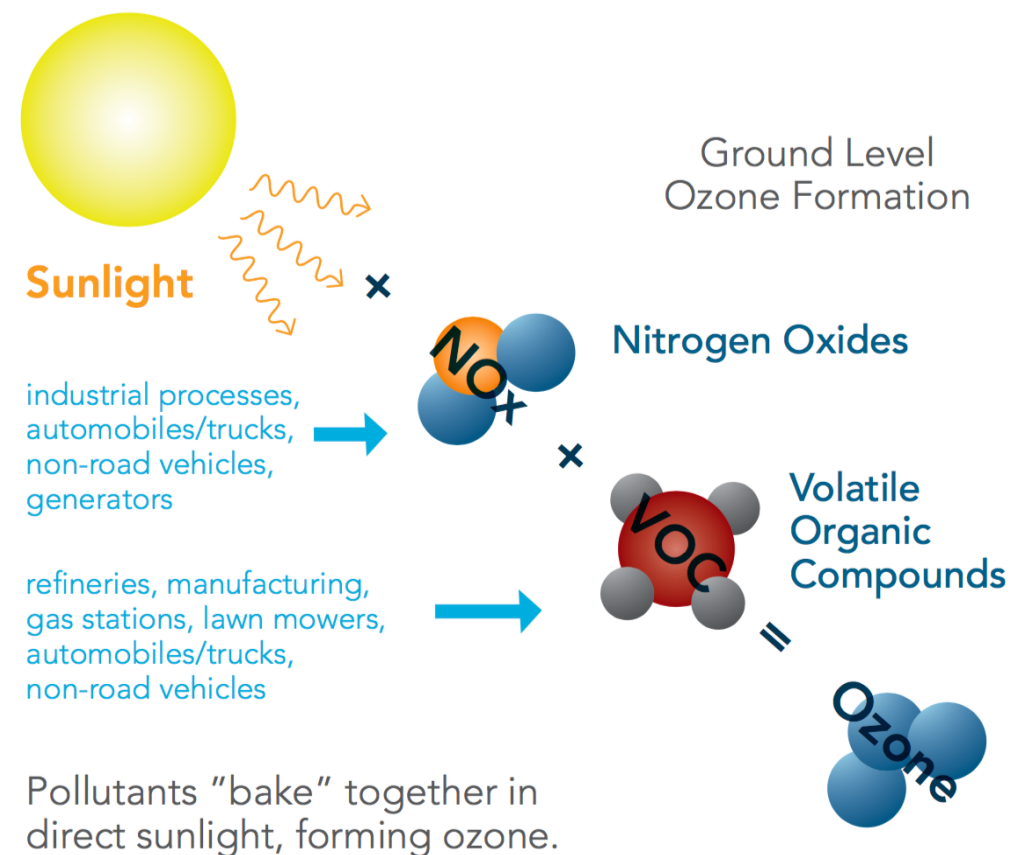 Ground Level
Ozone Formation
Sunlight
×
NOx
Nitrogen Oxides
industrial processes,
automobiles/trucks,
non-road vehicles,
generators
×
VOC
Volatile
Organic
Compounds
refineries, manufacturing,
gas stations, lawn mowers,
automobiles/trucks,
non-road vehicles
=
Ozone
Pollutants ”bake” together in
direct sunlight, forming ozone.